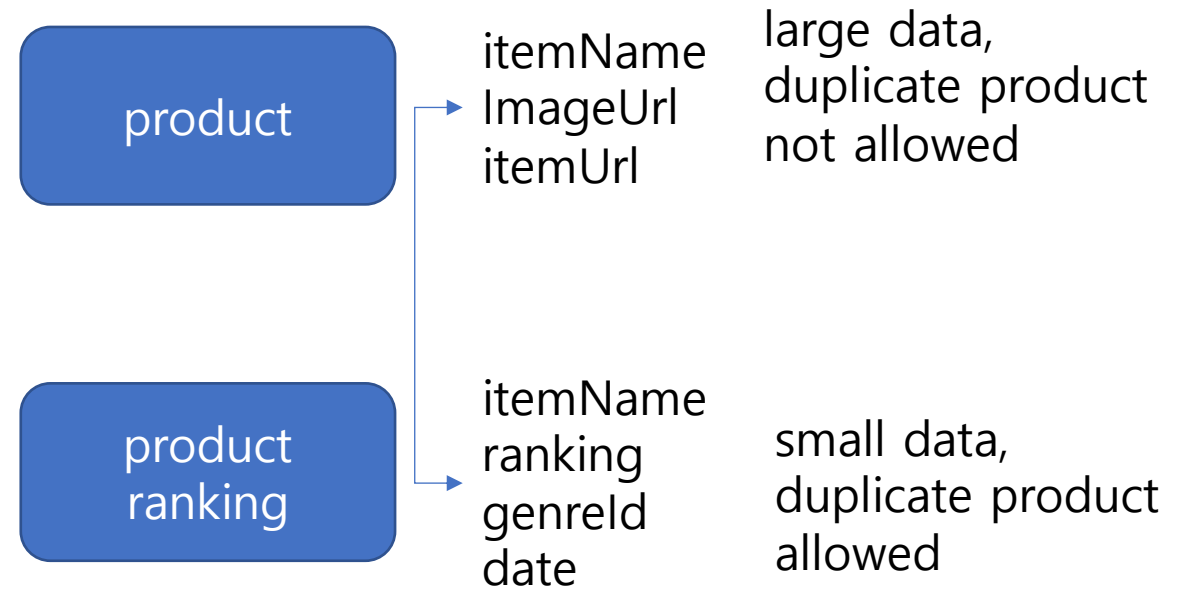 product
itemName
ImageUrl
itemUrl
large data,
duplicate product
not allowed
product
ranking
itemName
ranking
genreId
date
small data,
duplicate product
allowed